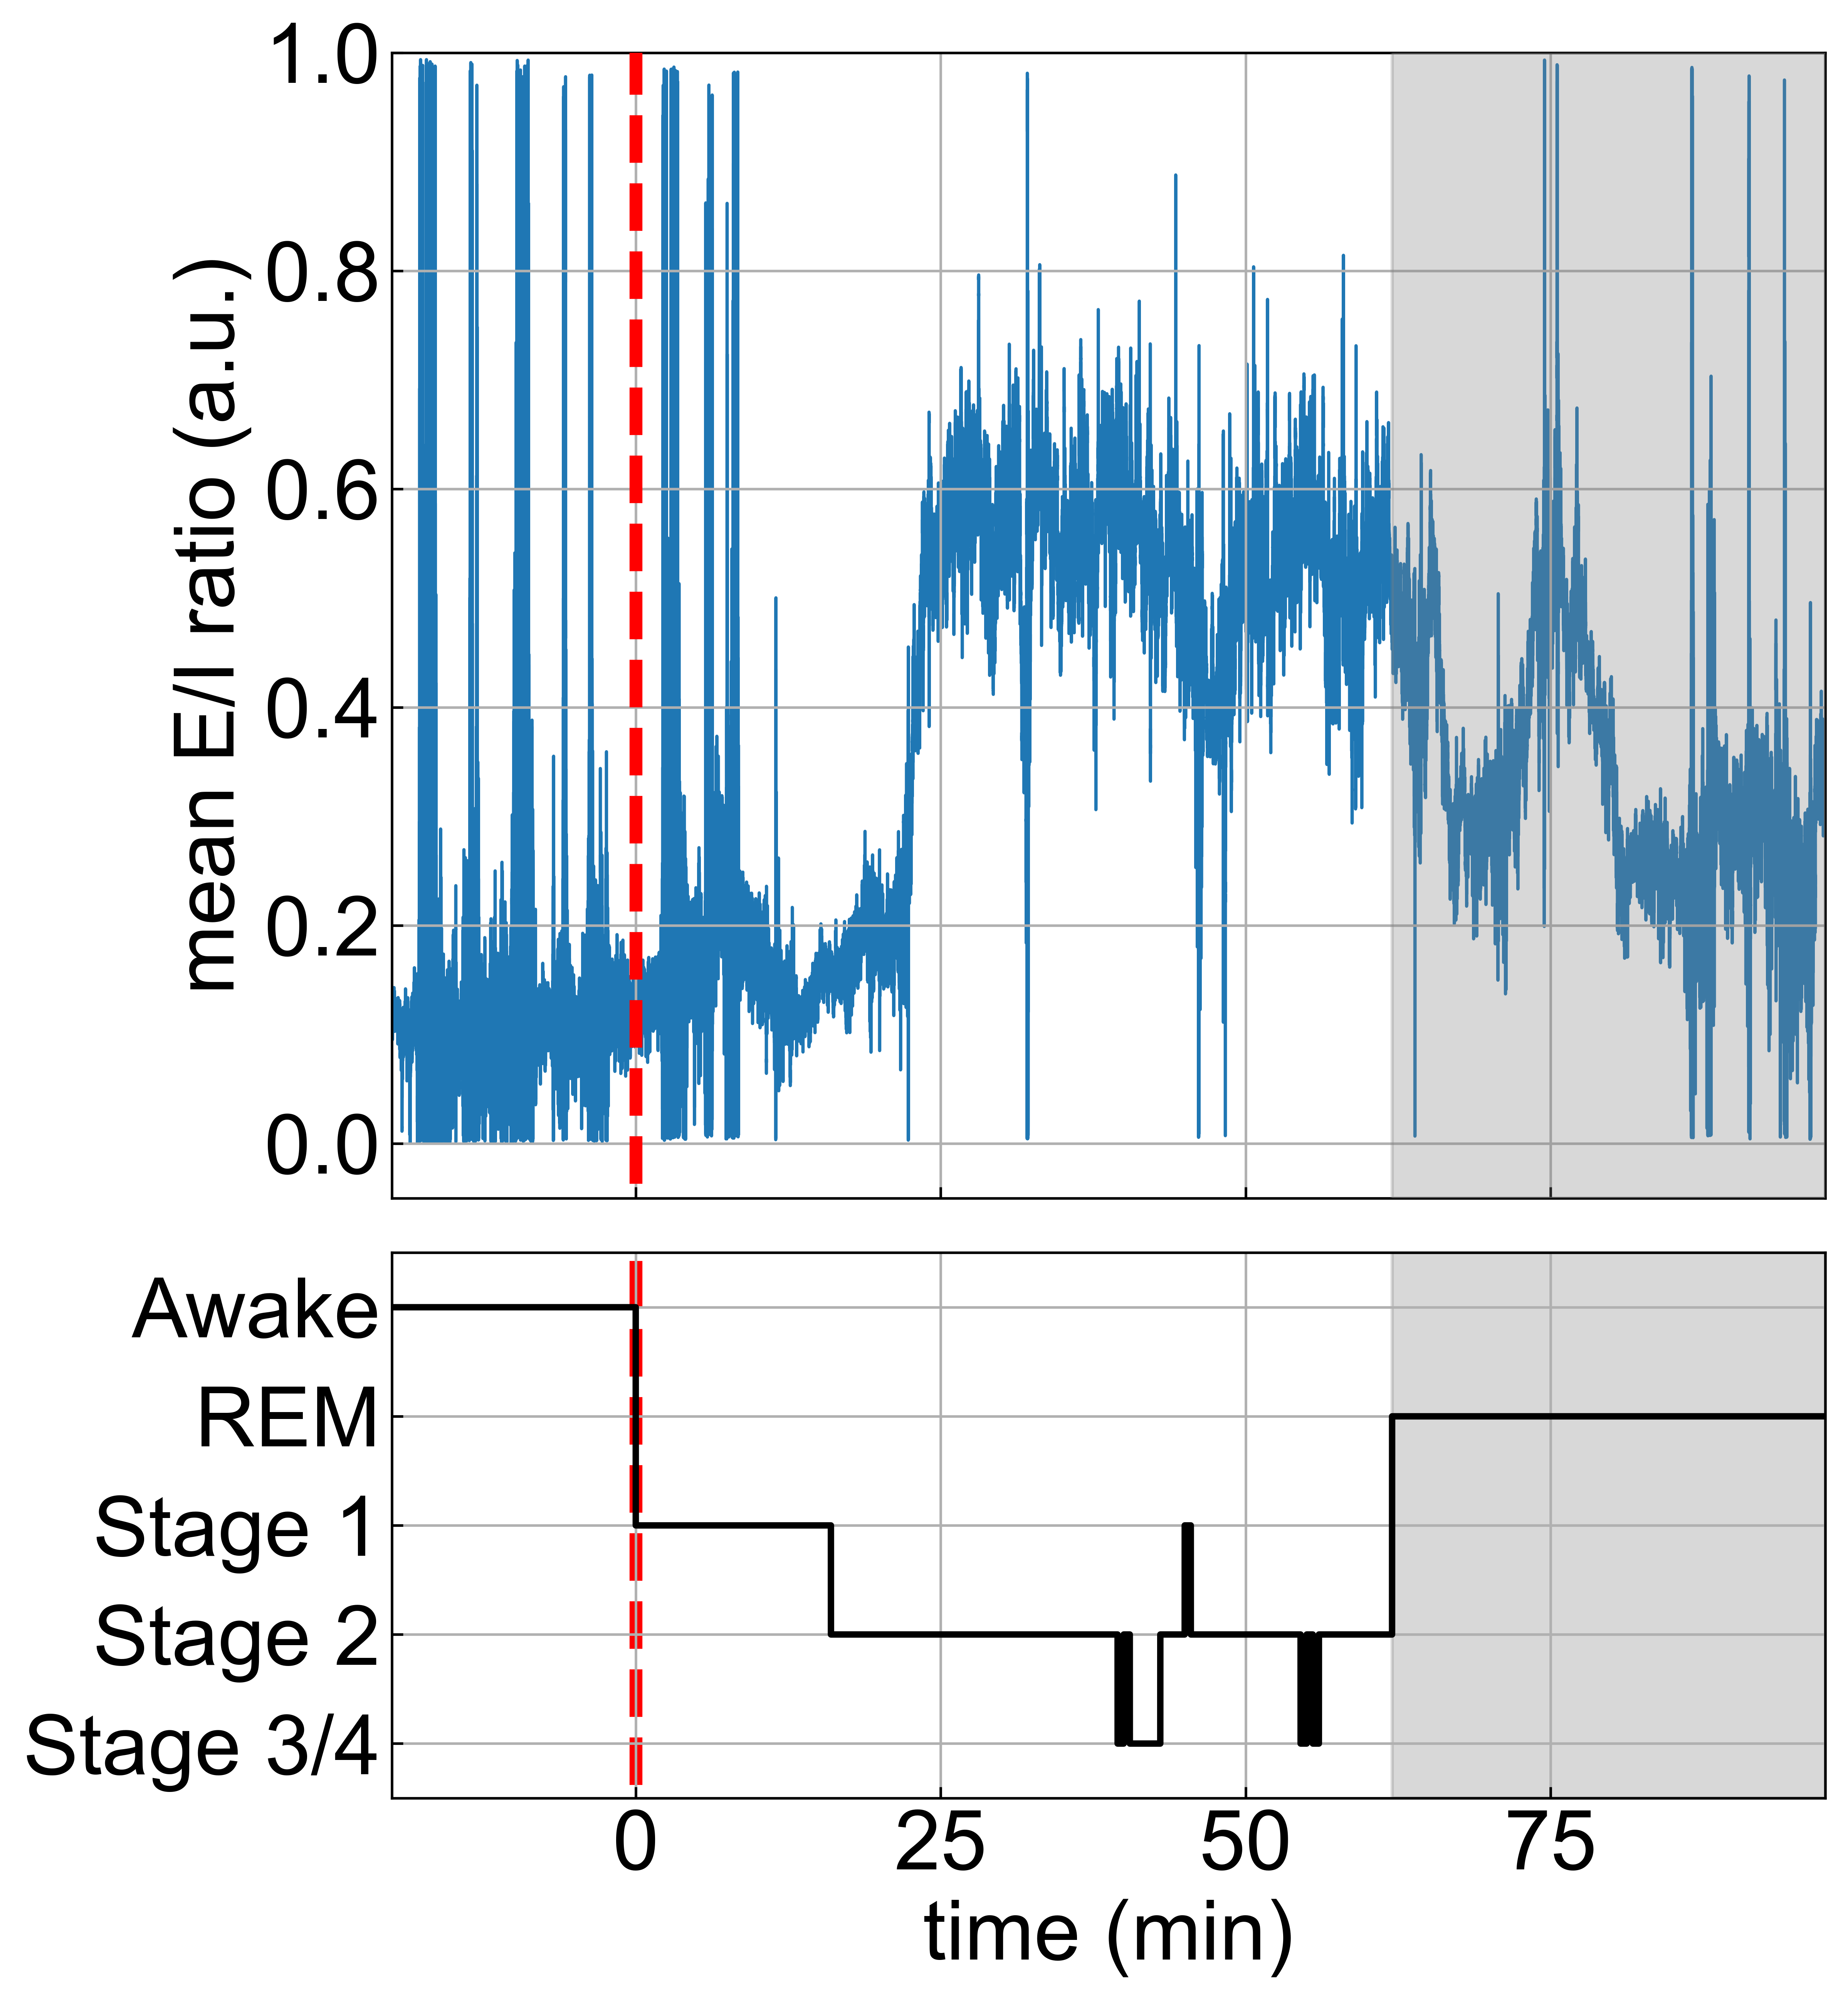 mean E/I ratio (a.u.)
1.0
0.8
0.6
0.4
0.2
0.0
Awake
REM
Stage 1
Stage 2
Stage 3/4
0 25 50 75
time (min)